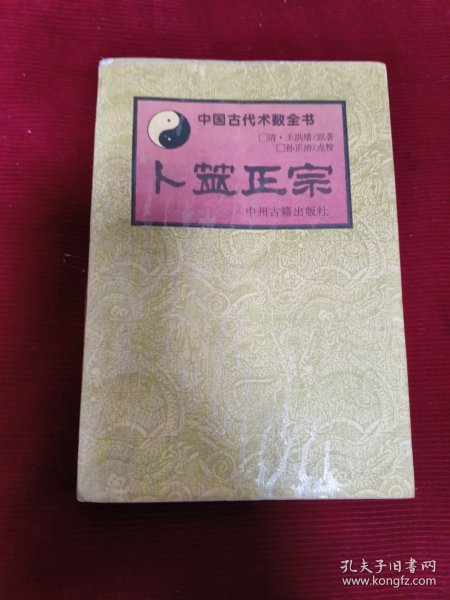 中国古代术数全书
□清·王洪绪/原著
□孙正治/点校
卜筮正宗
中州古籍出版社
孔夫子旧书网
www.kongfz.com